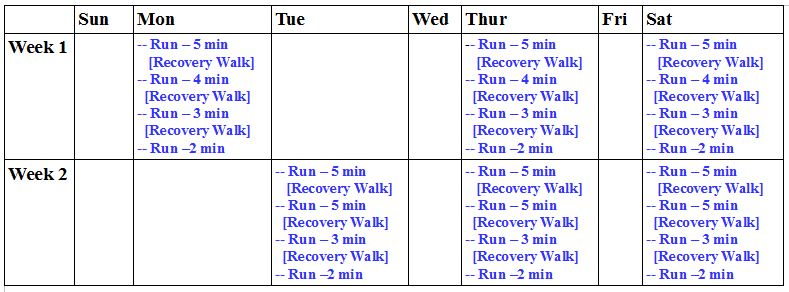 Sun Mon Tue Wed Thur Fri Sat
Week 1
-- Run – 5 min
[Recovery Walk]
-- Run – 4 min
[Recovery Walk]
-- Run – 3 min
[Recovery Walk]
-- Run –2 min
-- Run – 5 min
[Recovery Walk]
-- Run – 4 min
[Recovery Walk]
-- Run – 3 min
[Recovery Walk]
-- Run –2 min
-- Run – 5 min
[Recovery Walk]
-- Run – 4 min
[Recovery Walk]
-- Run – 3 min
[Recovery Walk]
-- Run –2 min
Week 2
-- Run – 5 min
[Recovery Walk]
-- Run – 5 min
[Recovery Walk]
-- Run – 3 min
[Recovery Walk]
-- Run –2 min
-- Run – 5 min
[Recovery Walk]
-- Run – 5 min
[Recovery Walk]
-- Run – 3 min
[Recovery Walk]
-- Run –2 min
-- Run – 5 min
[Recovery Walk]
-- Run – 5 min
[Recovery Walk]
-- Run – 3 min
[Recovery Walk]
-- Run –2 min